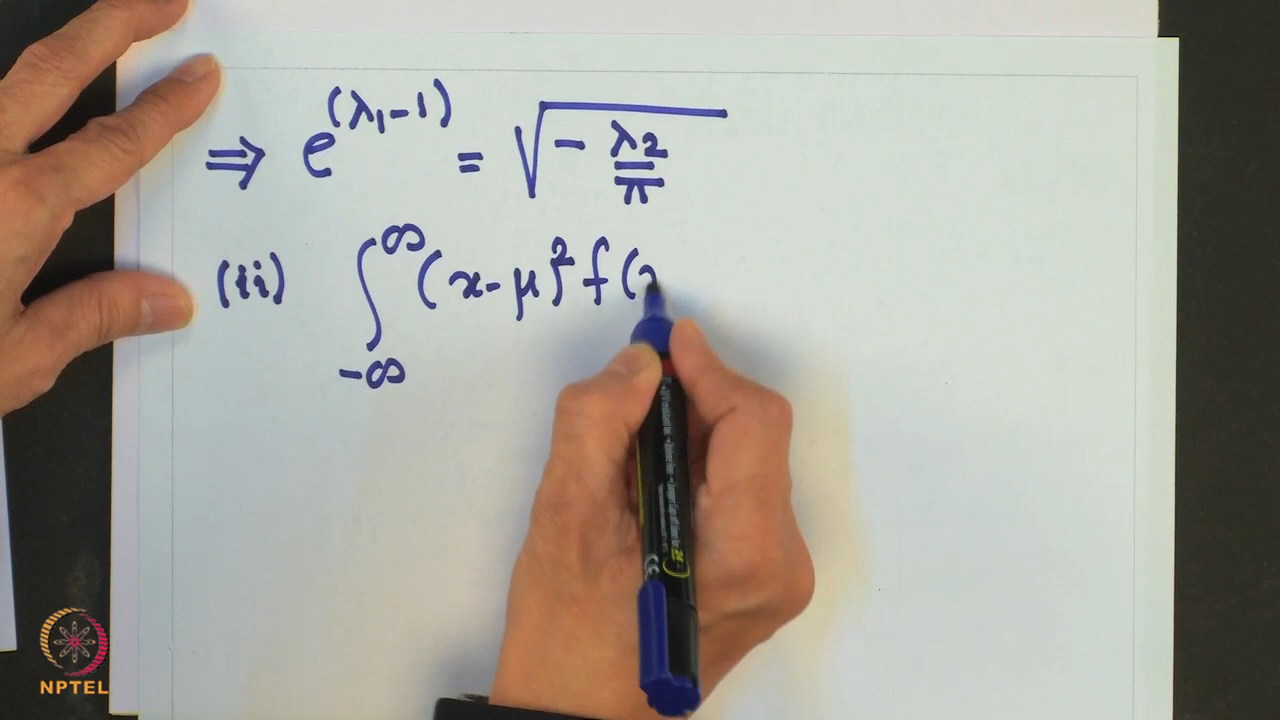 ⇒ e^(λ₁-1) = √(- λ2/π)
(ii) ∫_{-∞}^{∞} (x-μ)² f(x
NPTEL